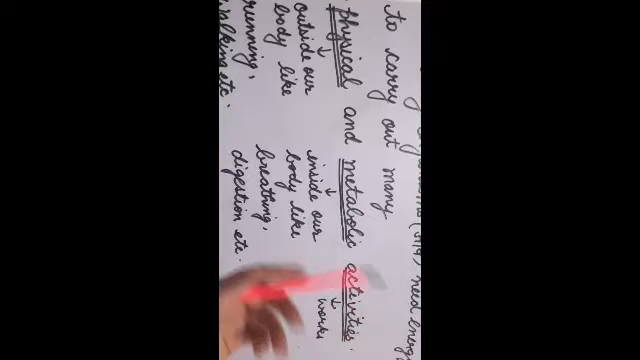 need energy
to carry out many
physical and metabolic activities.
↓ ↓ ↓
outside our inside our works
body like body like
running, breathing,
walking etc. digestion etc.